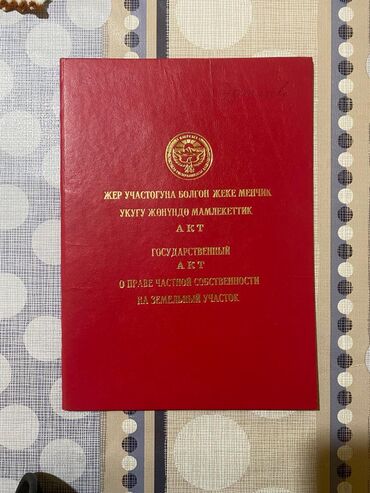 ЖЕР УЧАСТОГУНА БОЛГОН ЖЕКЕ МЕНЧИК
УКУГУ ЖӨНҮНДӨ МАМЛЕКЕТТИК
АКТ
ГОСУДАРСТВЕННЫЙ
АКТ
О ПРАВЕ ЧАСТНОЙ СОБСТВЕННОСТИ
НА ЗЕМЕЛЬНЫЙ УЧАСТОК